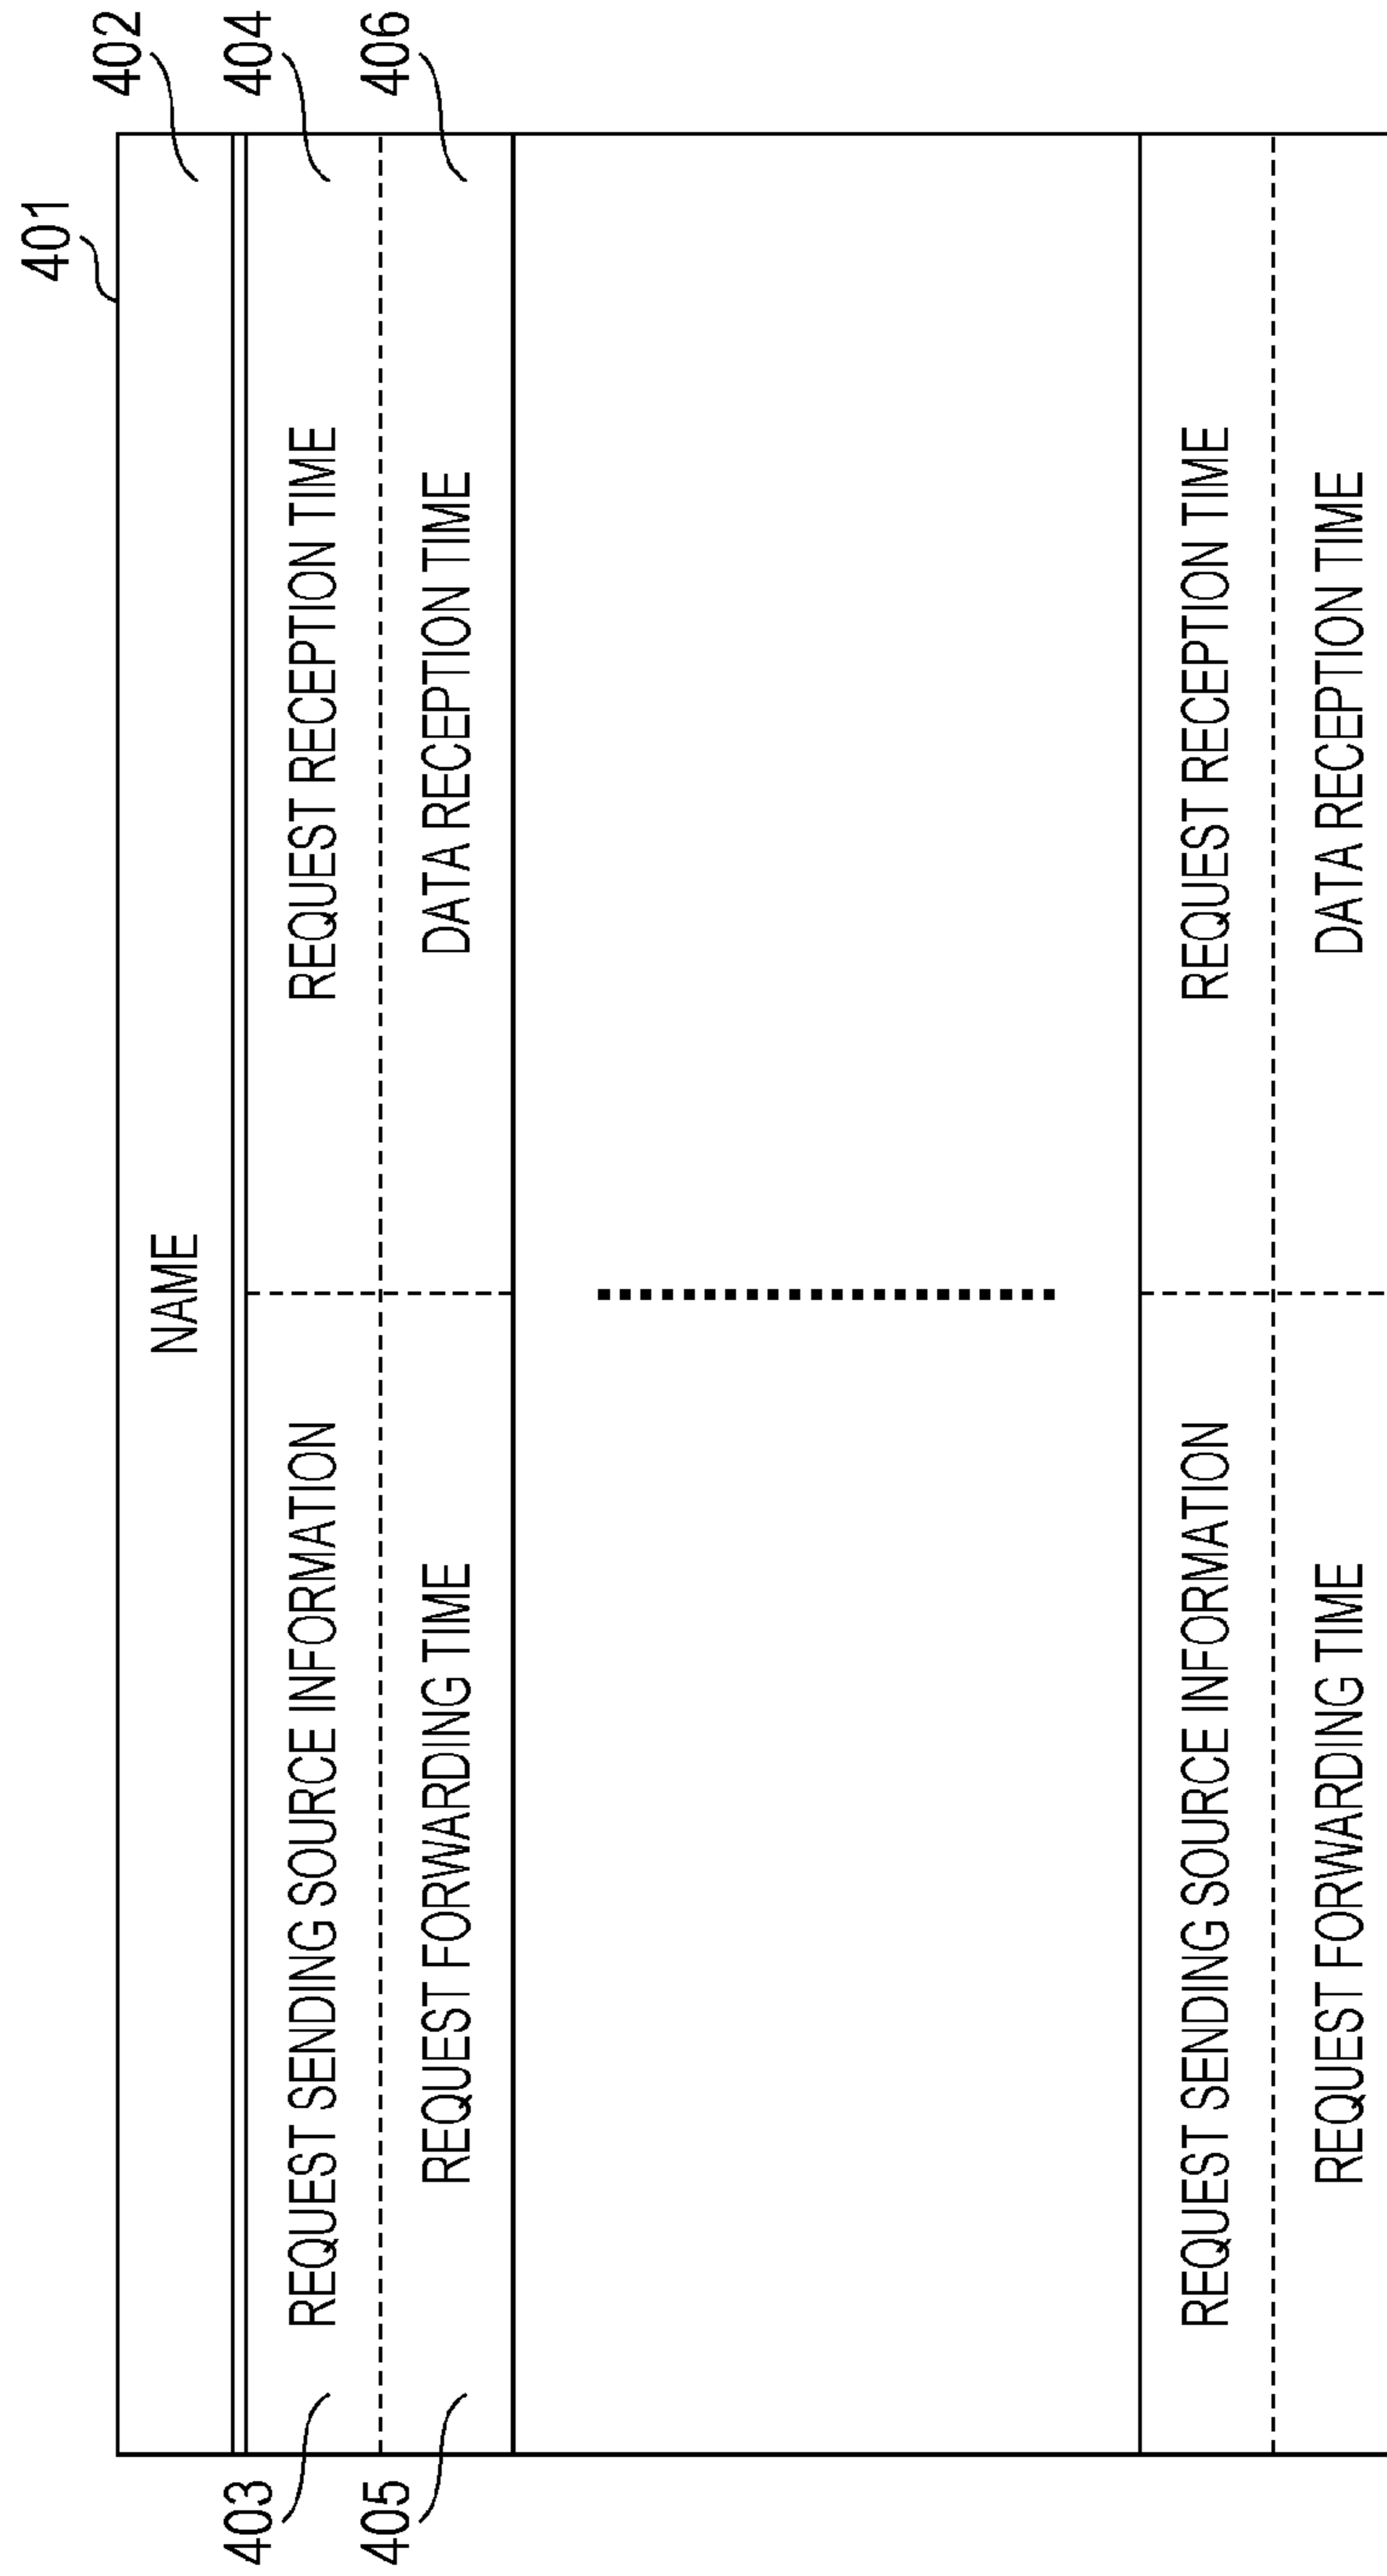 401
402
NAME
403
REQUEST SENDING SOURCE INFORMATION
REQUEST RECEPTION TIME
404
405
REQUEST FORWARDING TIME
DATA RECEPTION TIME
406
REQUEST SENDING SOURCE INFORMATION
REQUEST RECEPTION TIME
REQUEST FORWARDING TIME
DATA RECEPTION TIME